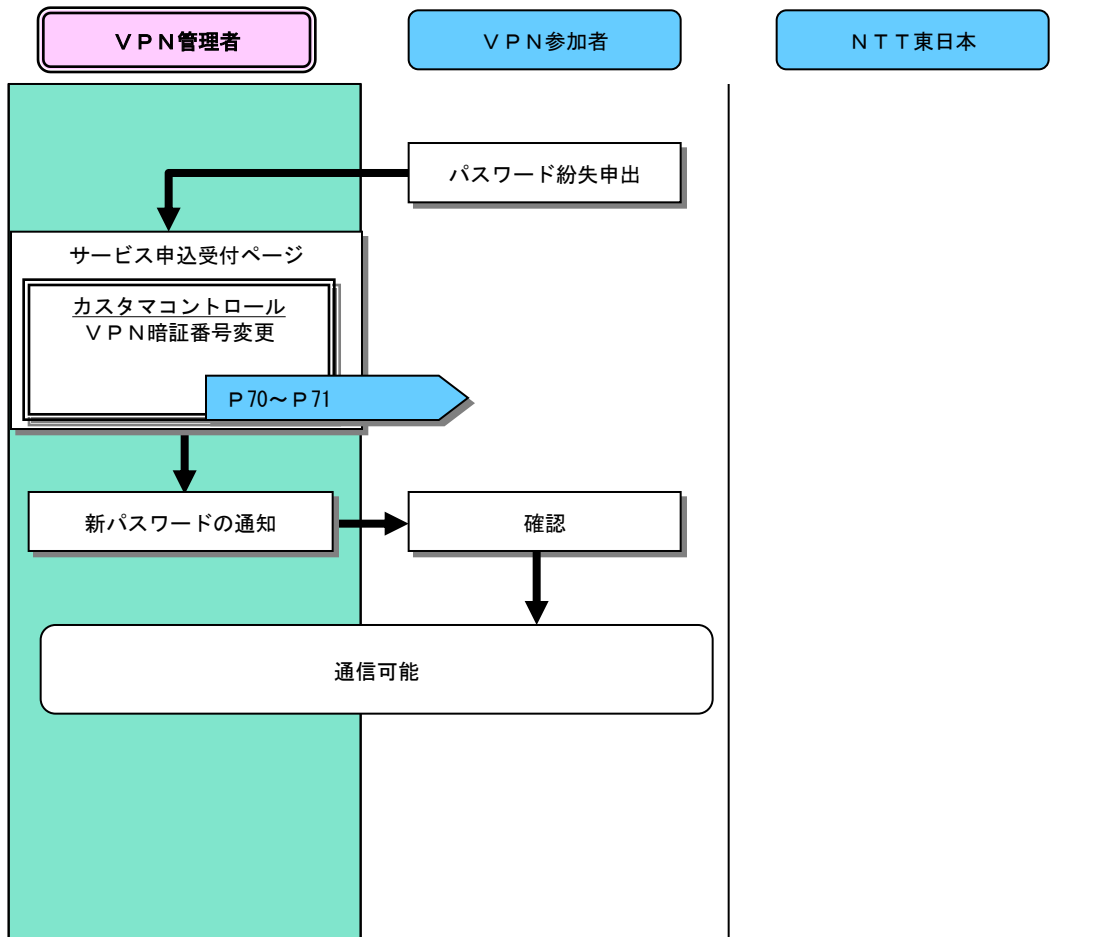 ＶＰＮ管理者
ＶＰＮ参加者
ＮＴＴ東日本
パスワード紛失申出
サービス申込受付ページ
カスタマコントロール
ＶＰＮ暗証番号変更
Ｐ70～Ｐ71
新パスワードの通知
確認
通信可能